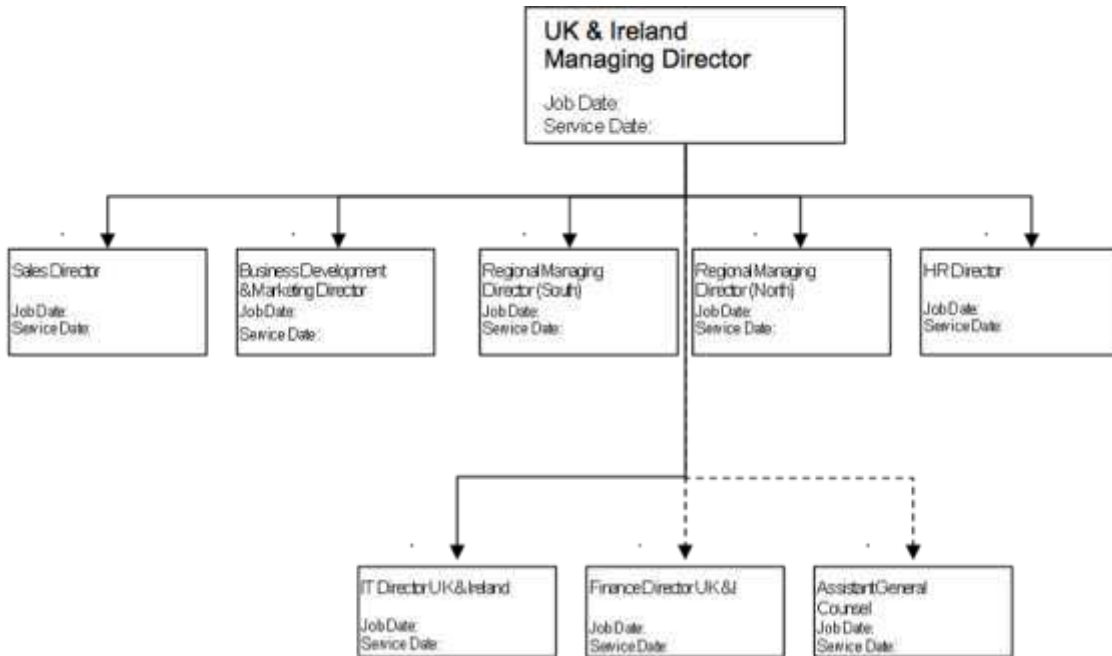 UK & Ireland
Managing Director
Job Date:
Service Date:
Sales Director
Job Date:
Service Date:
Business Development
& Marketing Director
Job Date:
Service Date:
Regional Managing
Director (South)
Job Date:
Service Date:
Regional Managing
Director (North)
Job Date:
Service Date:
HR Director
Job Date:
Service Date:
IT Director UK & Ireland
Job Date:
Service Date:
Finance Director UK & I
Job Date:
Service Date:
Assistant General
Counsel
Job Date:
Service Date: